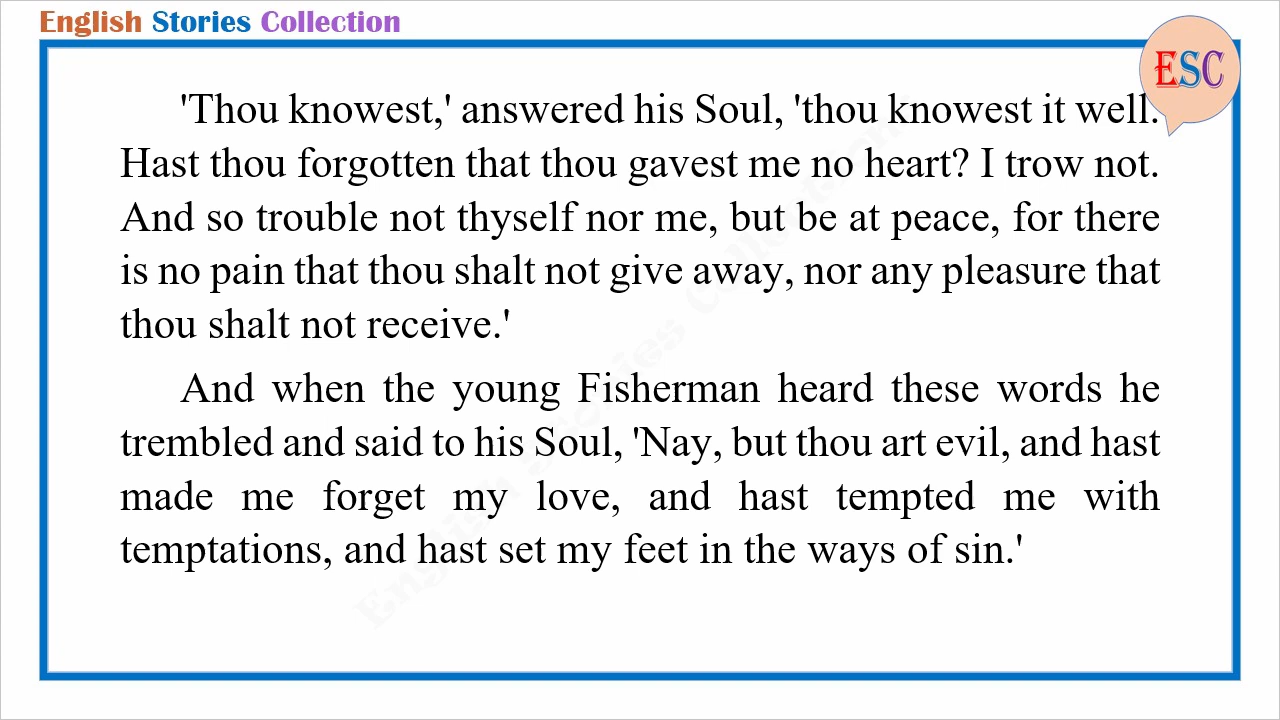 English Stories Collection
ESC
'Thou knowest,' answered his Soul, 'thou knowest it well.
Hast thou forgotten that thou gavest me no heart? I trow not.
And so trouble not thyself nor me, but be at peace, for there
is no pain that thou shalt not give away, nor any pleasure that
thou shalt not receive.'
And when the young Fisherman heard these words he
trembled and said to his Soul, 'Nay, but thou art evil, and hast
made me forget my love, and hast tempted me with
temptations, and hast set my feet in the ways of sin.'
English Stories Collection